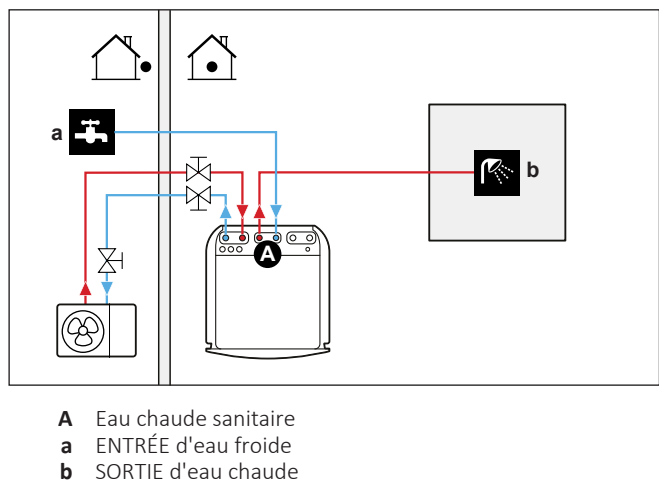 a
b
A
A Eau chaude sanitaire
a ENTRÉE d'eau froide
b SORTIE d'eau chaude